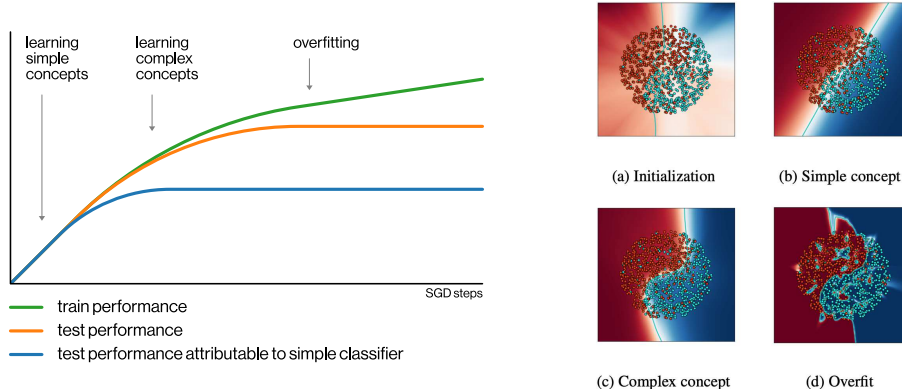 learning
simple
concepts
learning
complex
concepts
overfitting
SGD steps
train performance
test performance
test performance attributable to simple classifier
(a) Initialization
(b) Simple concept
(c) Complex concept
(d) Overfit